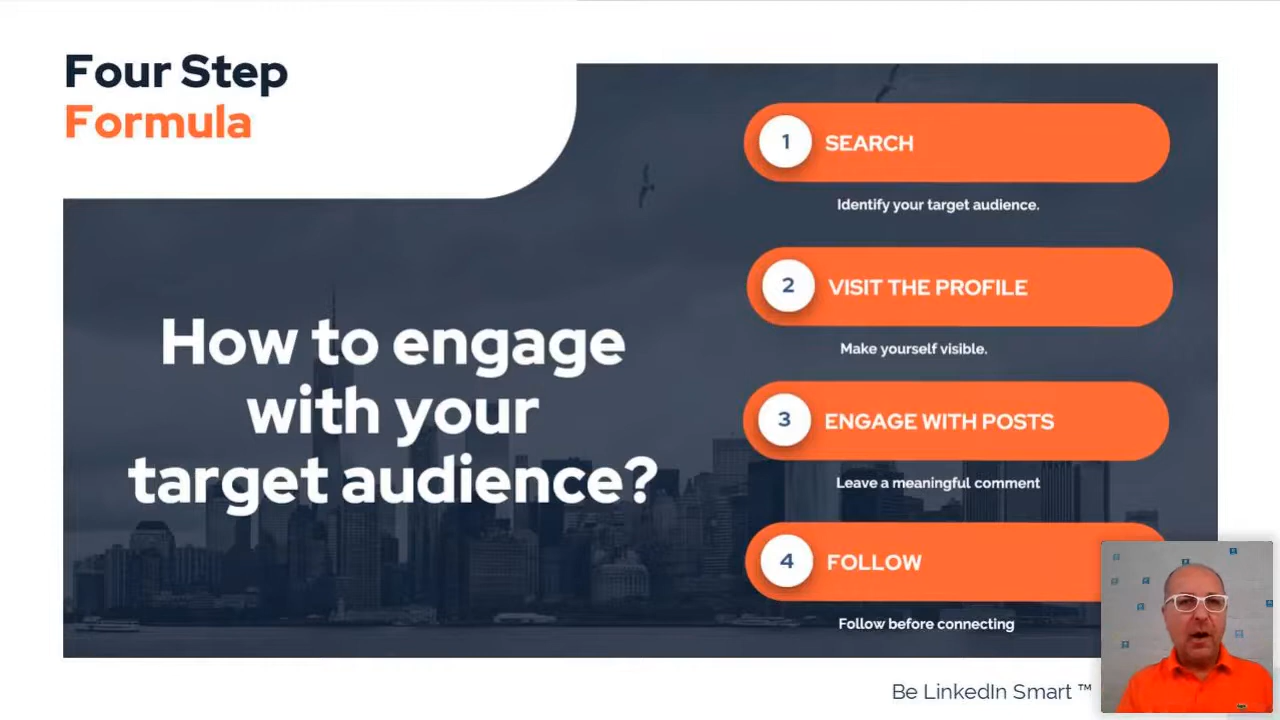 Four Step
Formula
How to engage
with your
target audience?
1
SEARCH
Identify your target audience.
2
VISIT THE PROFILE
Make yourself visible.
3
ENGAGE WITH POSTS
Leave a meaningful comment
4
FOLLOW
Follow before connecting
Be LinkedIn Smart ™